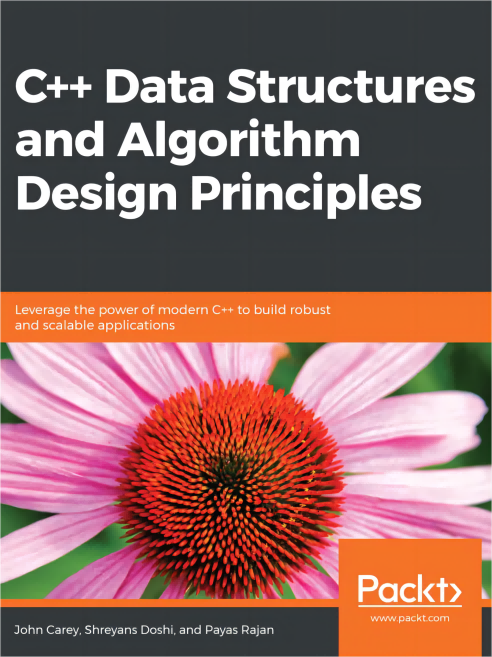 C++ Data Structures
and Algorithm
Design Principles
Leverage the power of modern C++ to build robust
and scalable applications
Packt>
www.packt.com
John Carey, Shreyans Doshi, and Payas Rajan